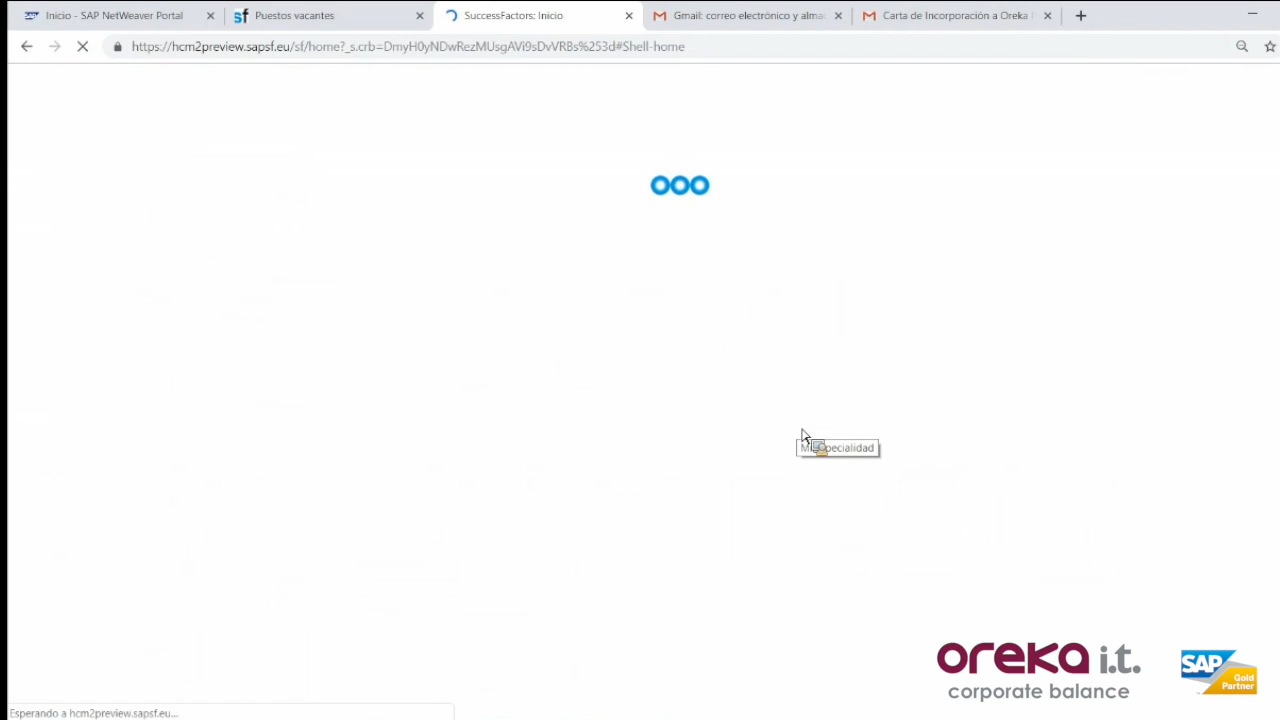 Inicio - SAP NetWeaver Portal
sf Puestos vacantes
SuccessFactors: Inicio
Gmail: correo electrónico y alma
Carta de Incorporación a Oreka
https://hcm2preview.sapsf.eu/sf/home?_s.crb=DmyH0yNDwRezMUsgAVi9sDvVRBs%253d#Shell-home
pecialidad
oreka i.t.
corporate balance
SAP
Gold
Partner
Esperando a hcm2preview.sapsf.eu...